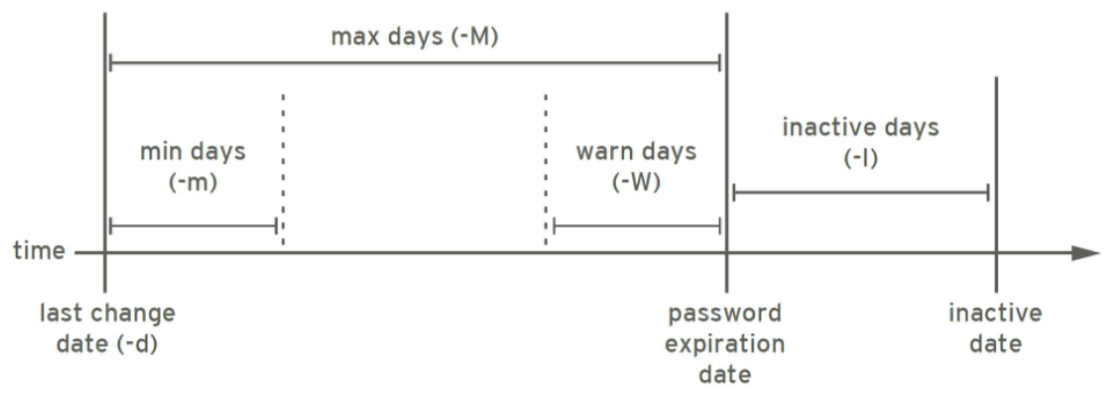 max days (-M)
min days
(-m)
warn days
(-W)
inactive days
(-I)
time
last change
date (-d)
password
expiration
date
inactive
date